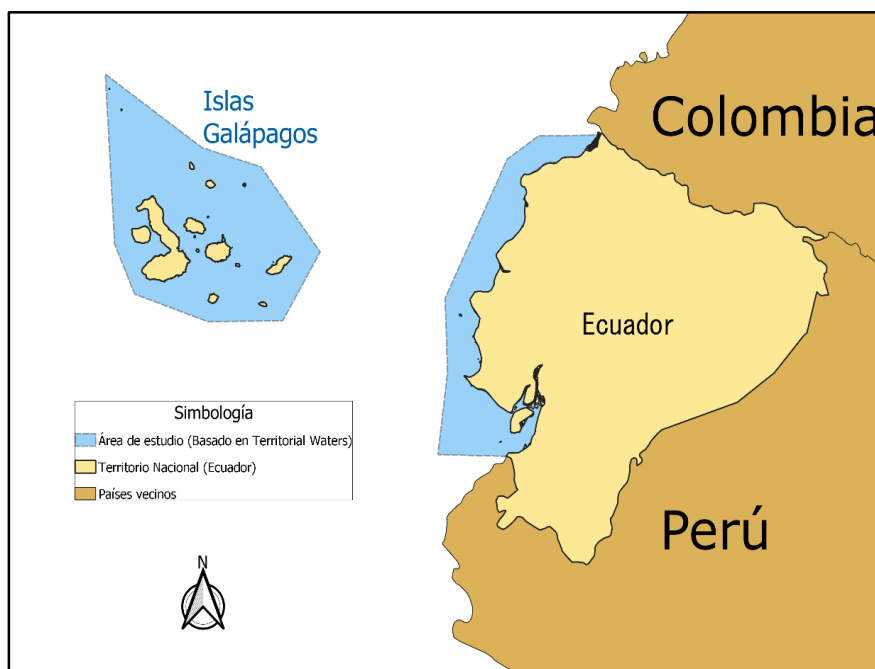 Islas
Galápagos
Colombia
Ecuador
Perú
Simbología
Área de estudio (Basado en Territorial Waters)
Territorio Nacional (Ecuador)
Países vecinos
N